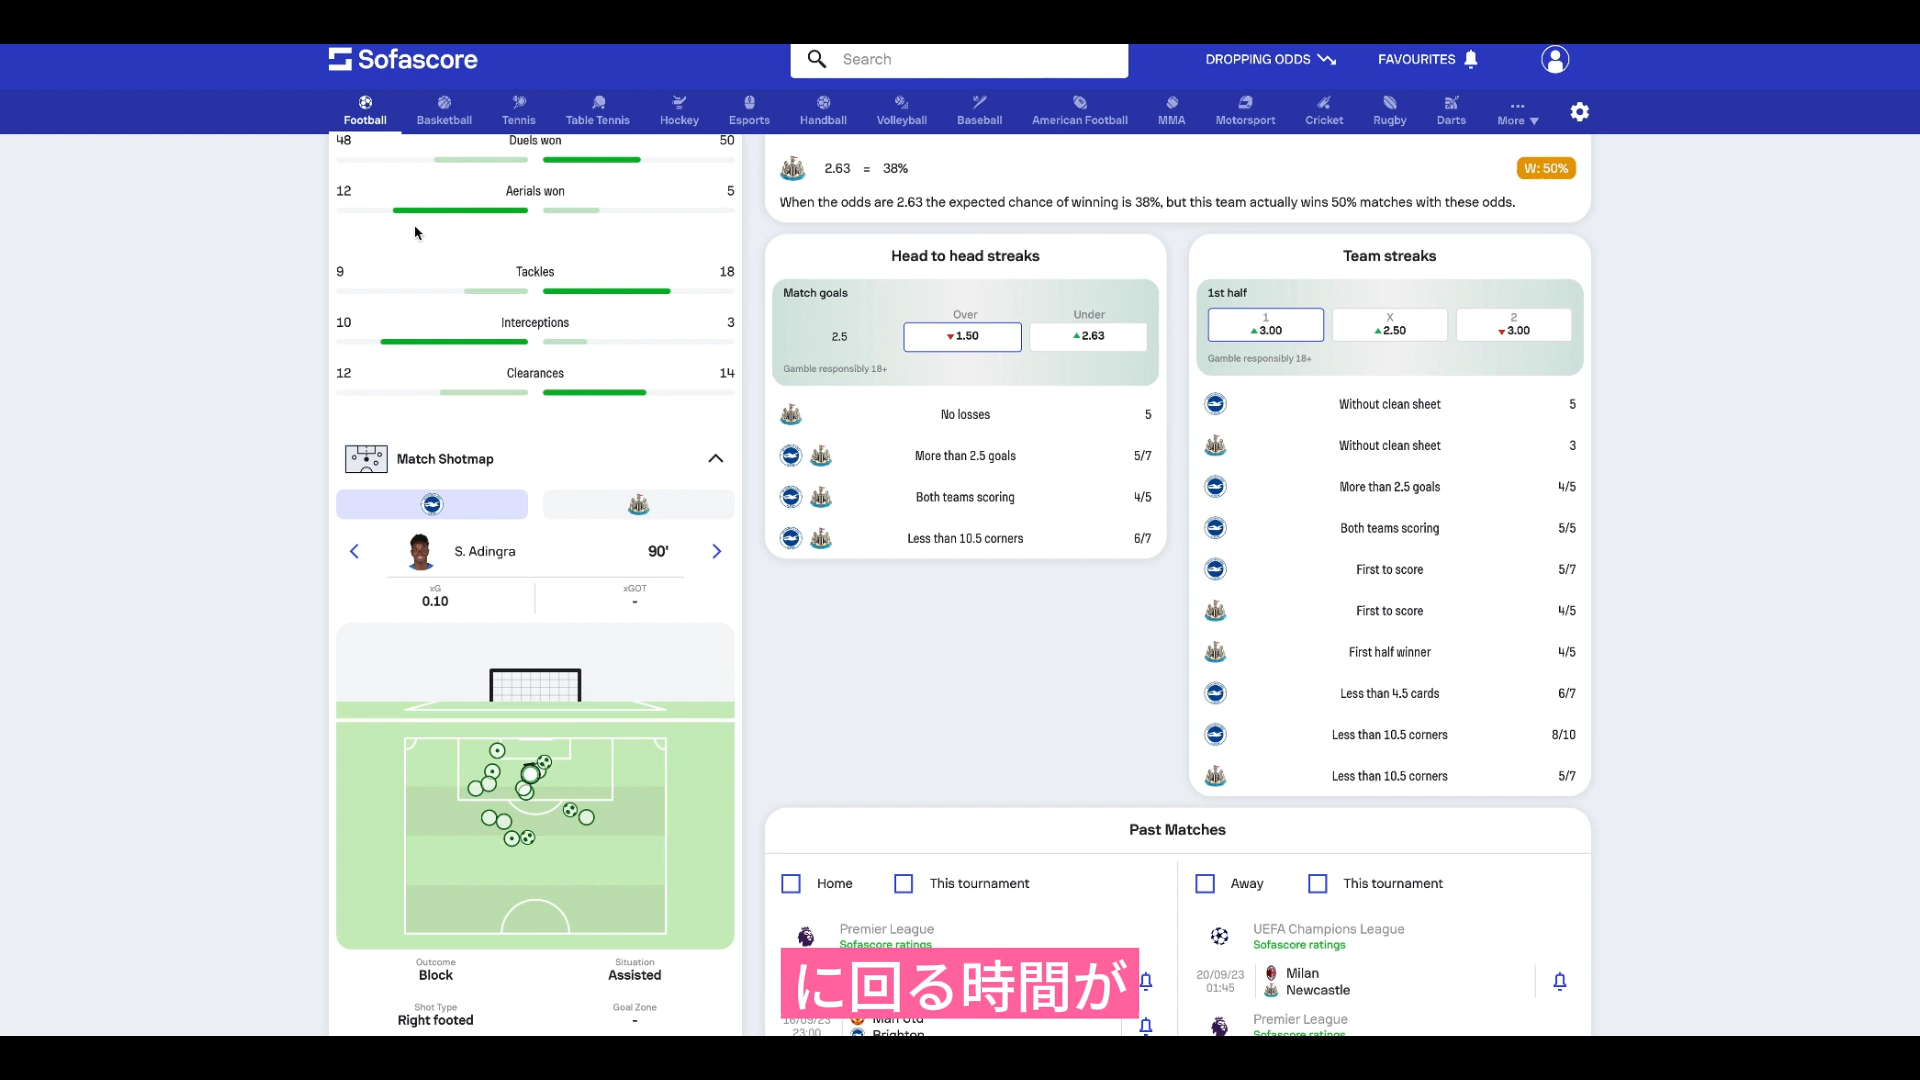 Sofascore
Search
DROPPING ODDS
FAVOURITES
Football
Basketball
Tennis
Table Tennis
Hockey
Esports
Handball
Volleyball
Baseball
American Football
MMA
Motorsport
Cricket
Rugby
Darts
More
48 Duels won 50
12 Aerials won 5
9 Tackles 18
10 Interceptions 3
12 Clearances 14
Match Shotmap
S. Adingra 90'
xG
0.10
xGOT
-
Outcome
Block
Situation
Assisted
Shot Type
Right footed
Goal Zone
-
2.63 = 38%
W: 50%
When the odds are 2.63 the expected chance of winning is 38%, but this team actually wins 50% matches with these odds.
Head to head streaks
Match goals
Over
Under
2.5
1.50
2.63
Gamble responsibly 18+
No losses 5
More than 2.5 goals 5/7
Both teams scoring 4/5
Less than 10.5 corners 6/7
Team streaks
1st half
1
3.00
X
2.50
2
3.00
Gamble responsibly 18+
Without clean sheet 5
Without clean sheet 3
More than 2.5 goals 4/5
Both teams scoring 5/5
First to score 5/7
First to score 4/5
First half winner 4/5
Less than 4.5 cards 6/7
Less than 10.5 corners 8/10
Less than 10.5 corners 5/7
Past Matches
Home
This tournament
Premier League
Sofascore ratings
16/09/23
23:00
Man Utd
Brighton
Away
This tournament
UEFA Champions League
Sofascore ratings
20/09/23
01:45
Milan
Newcastle
Premier League
Sofascore ratings
に回る時間が